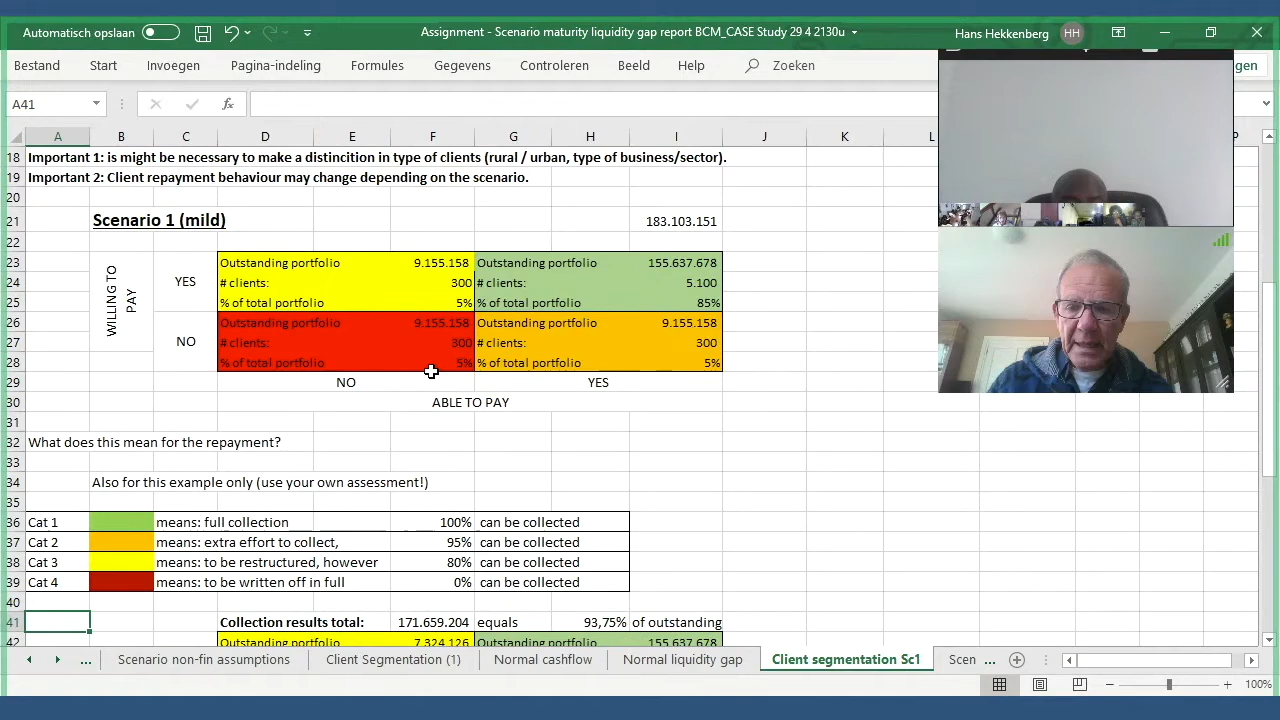 Automatisch opslaan
Assignment - Scenario maturity liquidity gap report BCM_CASE Study 29 4 2130u
Hans Hekkenberg HH
Bestand Start Invoegen Pagina-indeling Formules Gegevens Controleren Ontwikkelaars Beeld Help Zoeken gen
A41 fx
A B C D E F G H I J K L P
18 Important 1: is might be necessary to make a distincition in type of clients (rural / urban, type of business/sector).
19 Important 2: Client repayment behaviour may change depending on the scenario.
20
21 Scenario 1 (mild) 183.103.151
22
WILLING TO PAY
23 Outstanding portfolio 9.155.158 Outstanding portfolio 155.637.678
24 YES # clients: 300 # clients: 5.100
25 % of total portfolio 5% % of total portfolio 85%
26 Outstanding portfolio 9.155.158 Outstanding portfolio 9.155.158
27 NO # clients: 300 # clients: 300
28 % of total portfolio 5% % of total portfolio 5%
29 NO YES
30 ABLE TO PAY
31
32 What does this mean for the repayment?
33
34 Also for this example only (use your own assessment!)
35
36 Cat 1 means: full collection 100% can be collected
37 Cat 2 means: extra effort to collect, 95% can be collected
38 Cat 3 means: to be restructured, however 80% can be collected
39 Cat 4 means: to be written off in full 0% can be collected
40
41 Collection results total: 171.659.204 equals 93,75% of outstanding
42 Outstanding portfolio 7.324.126 Outstanding portfolio 155.637.678
... Scenario non-fin assumptions Client Segmentation (1) Normal cashflow Normal liquidity gap Client segmentation Sc1 Scen ...
100%